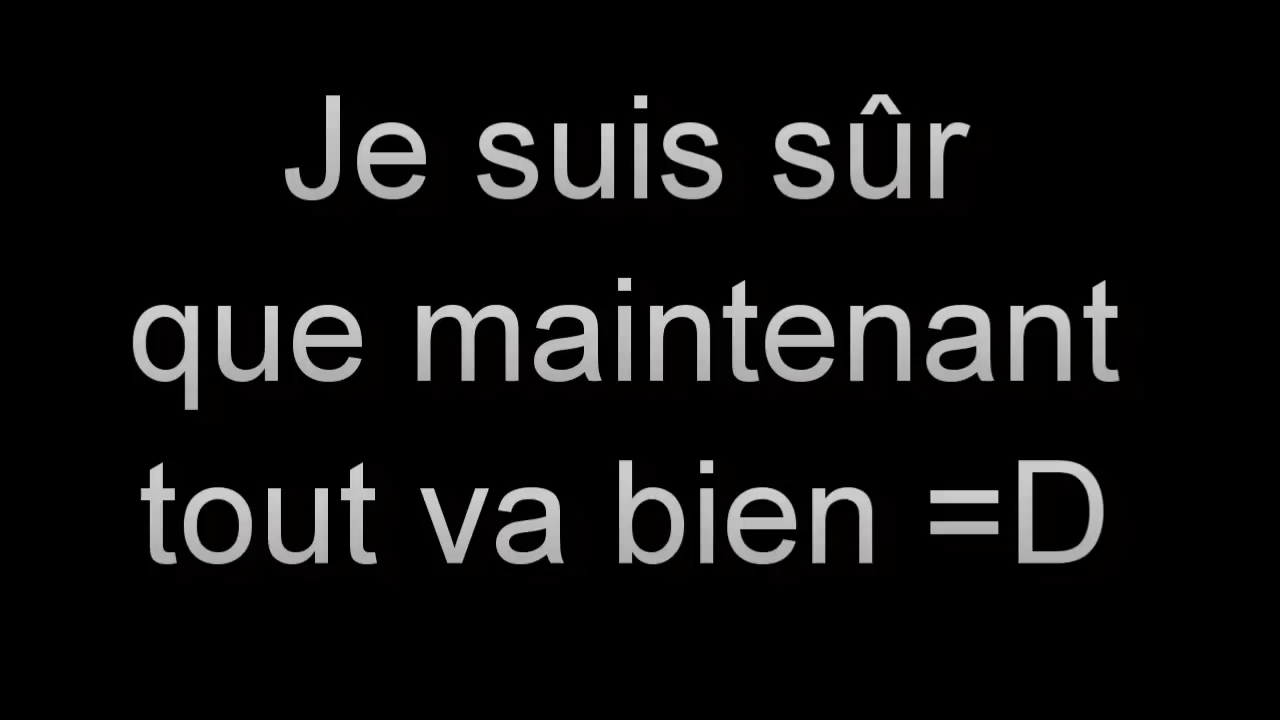 Je suis sûr
que maintenant
tout va bien =D